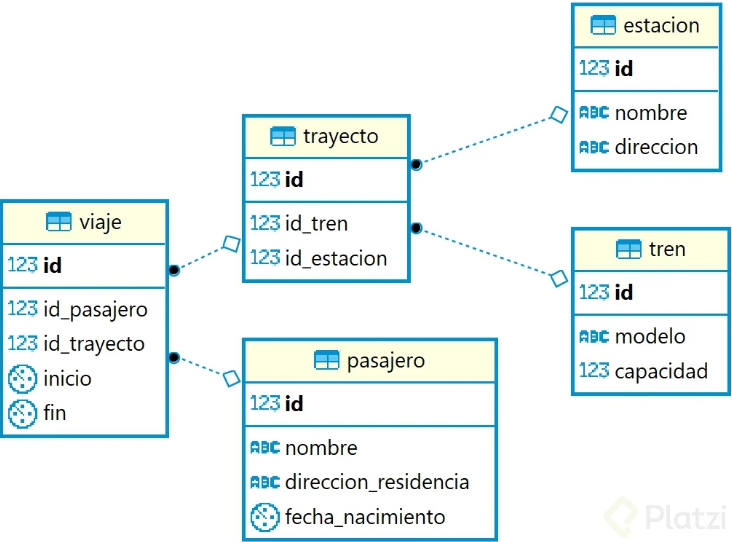 estacion
123 id
ABC nombre
ABC direccion
trayecto
123 id
123 id_tren
123 id_estacion
viaje
123 id
123 id_pasajero
123 id_trayecto
inicio
fin
tren
123 id
ABC modelo
123 capacidad
pasajero
123 id
ABC nombre
ABC direccion_residencia
fecha_nacimiento
Platzi